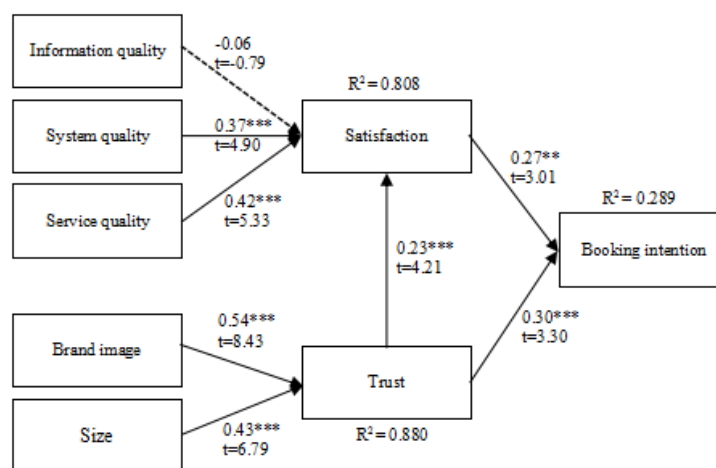 Information quality
-0.06
t=-0.79
R² = 0.808
System quality
0.37***
t=4.90
Satisfaction
Service quality
0.42***
t=5.33
0.27**
t=3.01
R² = 0.289
Booking intention
0.23***
t=4.21
Brand image
0.54***
t=8.43
0.30***
t=3.30
Trust
Size
0.43***
t=6.79
R² = 0.880